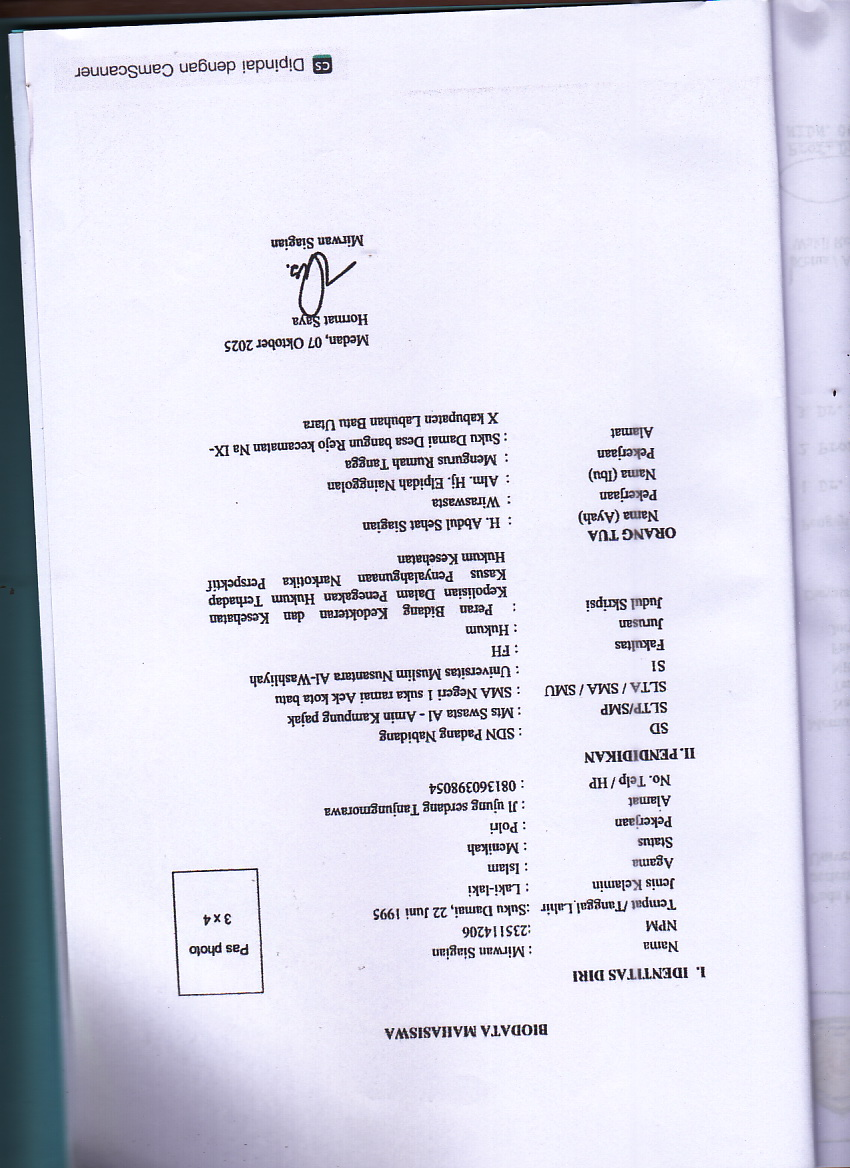 BIODATA MAHASISWA
I. IDENTITAS DIRI
Nama : Mirwan Siagian
NPM :235114206
Tempat /Tanggal.Lahir :Suku Damai, 22 Juni 1995
Jenis Kelamin : Laki-laki
Agama : Islam
Status : Menikah
Pekerjaan : Polri
Alamat : Jl ujung serdang Tanjungmorawa
No. Telp / HP : 081360398054
Pas photo
3 x 4
II. PENDIDIKAN
SD : SDN Padang Nabidang
SLTP/SMP : Mts Swasta Al - Amin Kampung pajak
SLTA / SMA / SMU : SMA Negeri 1 suka ramai Aek kota batu
S1 : Universitas Muslim Nusantara Al-Washliyah
Fakultas : FH
Jurusan : Hukum
Judul Skripsi : Peran Bidang Kedokteran dan Kesehatan
Kepolisian Dalam Penegakan Hukum Terhadap
Kasus Penyalahgunaan Narkotika Perspektif
Hukum Kesehatan
ORANG TUA
Nama (Ayah) : H. Abdul Sehat Siagian
Pekerjaan : Wiraswasta
Nama (Ibu) : Alm. Hj. Elpidah Nainggolan
Pekerjaan : Mengurus Rumah Tangga
Alamat : Suku Damai Desa bangun Rejo kecamatan Na IX-
X kabupaten Labuhan Batu Utara
Medan, 07 Oktober 2025
Hormat Saya
Mirwan Siagian
CS Dipindai dengan CamScanner